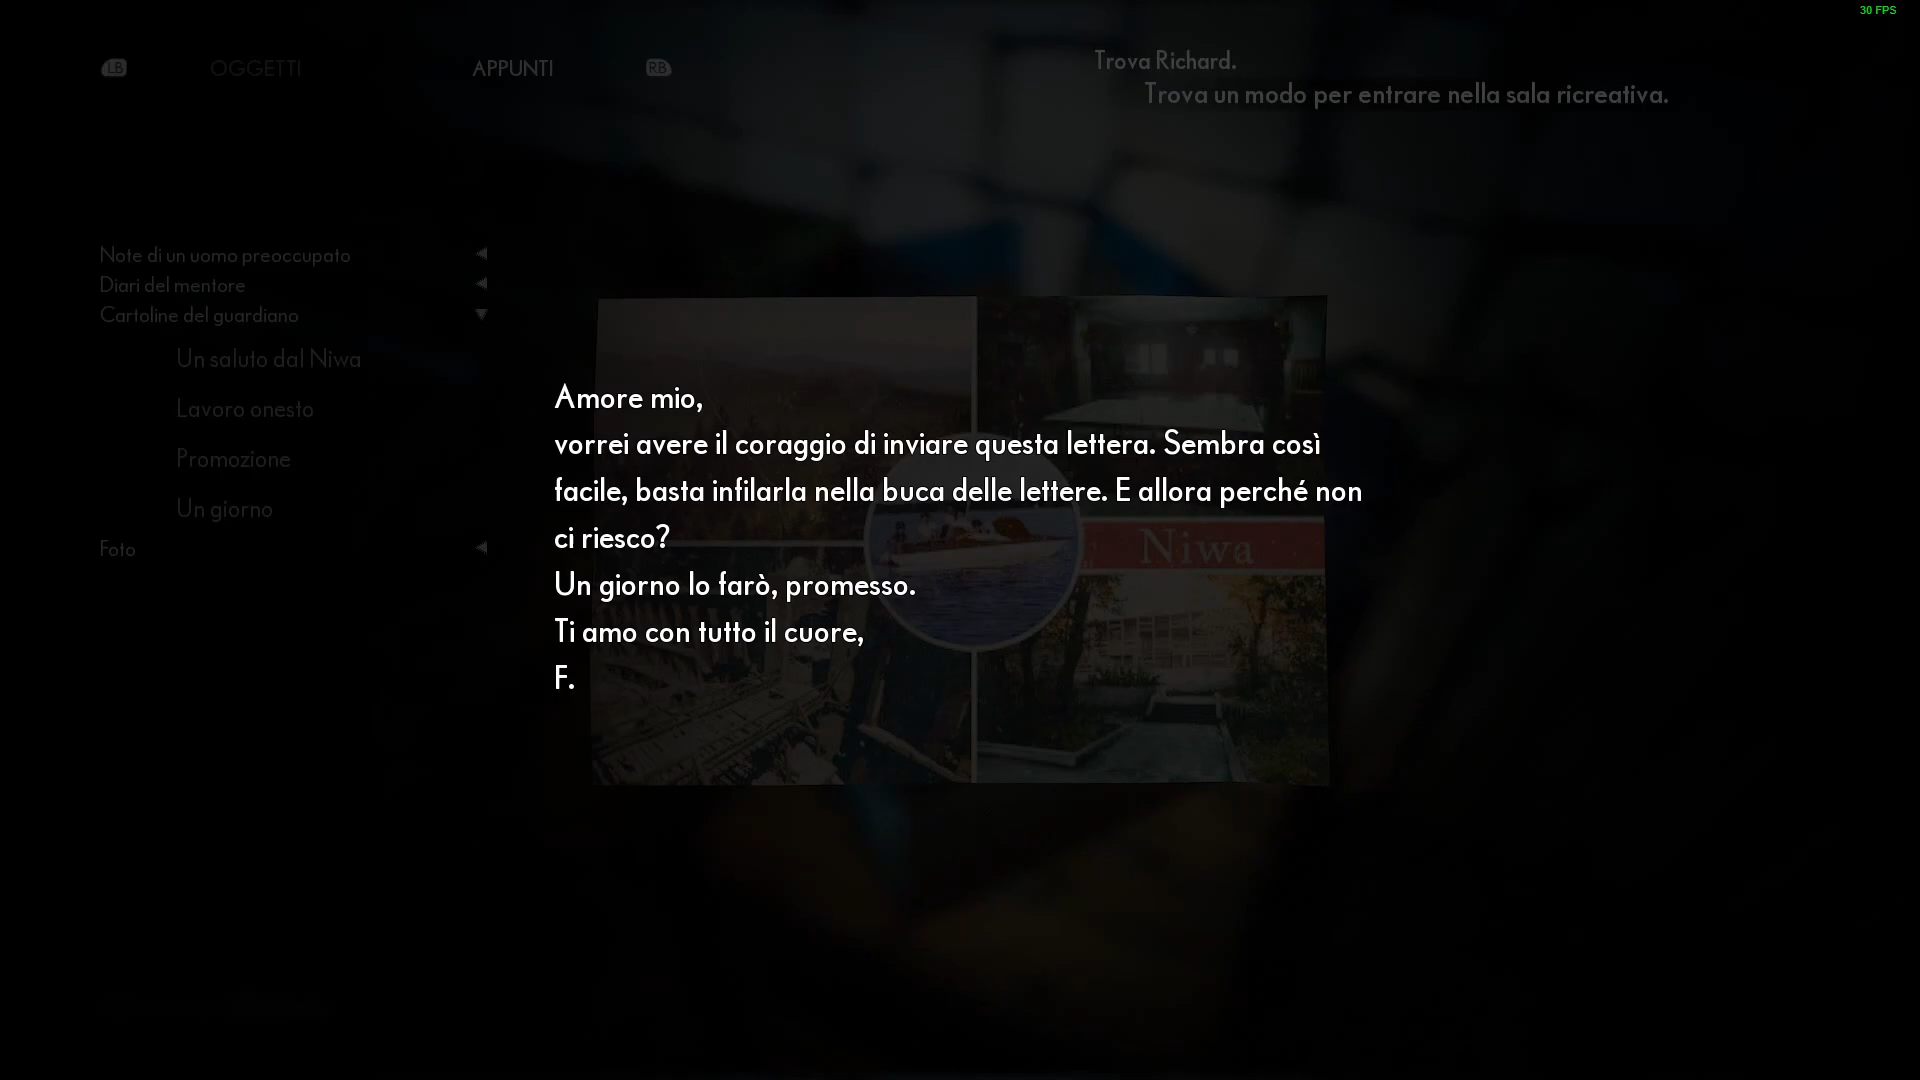 30 FPS
LB
OGGETTI
APPUNTI
RB
Trova Richard.
Trova un modo per entrare nella sala ricreativa.
Note di un uomo preoccupato
Diari del mentore
Cartoline del guardiano
Un saluto dal Niwa
Lavoro onesto
Promozione
Un giorno
Foto
Amore mio,
vorrei avere il coraggio di inviare questa lettera. Sembra così
facile, basta infilarla nella buca delle lettere. E allora perché non
ci riesco?
Un giorno lo farò, promesso.
Ti amo con tutto il cuore,
F.
Niwa